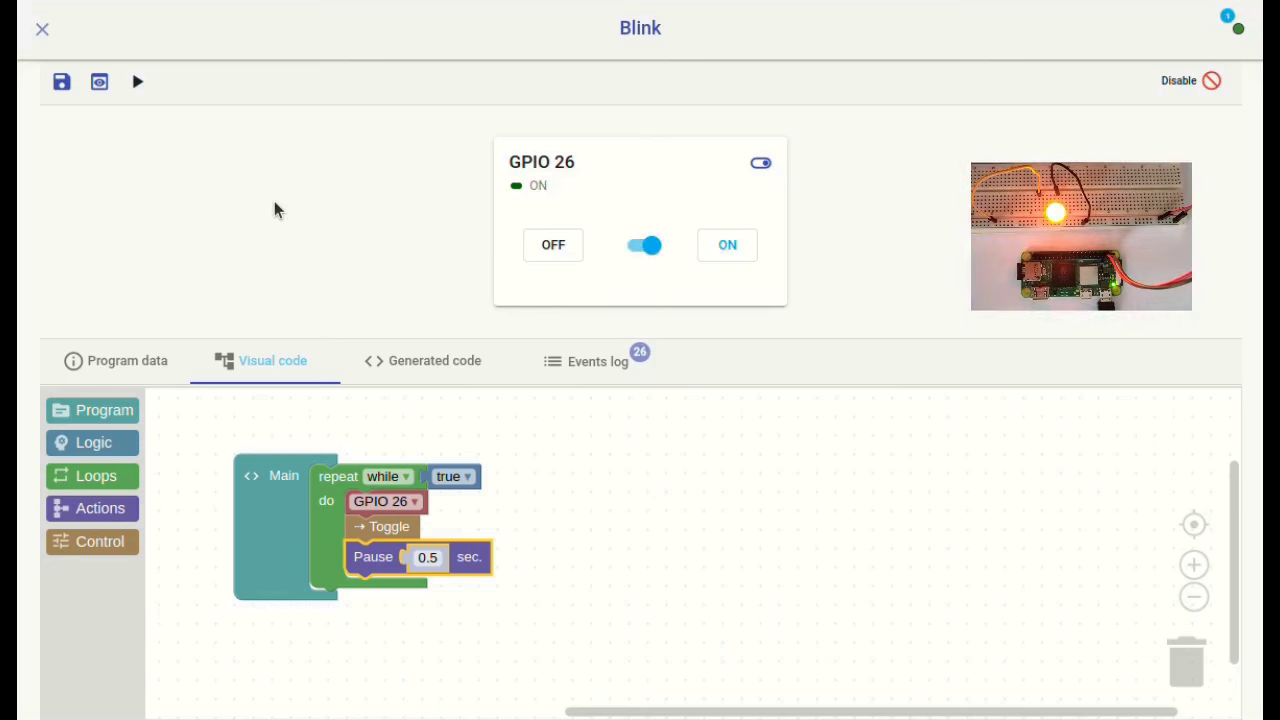 Blink
1
Disable
GPIO 26
ON
OFF
ON
Program data
Visual code
<> Generated code
Events log 26
Program
Logic
Loops
Actions
Control
<> Main
repeat while ▾ true ▾
do GPIO 26 ▾
⇢ Toggle
Pause 0.5 sec.